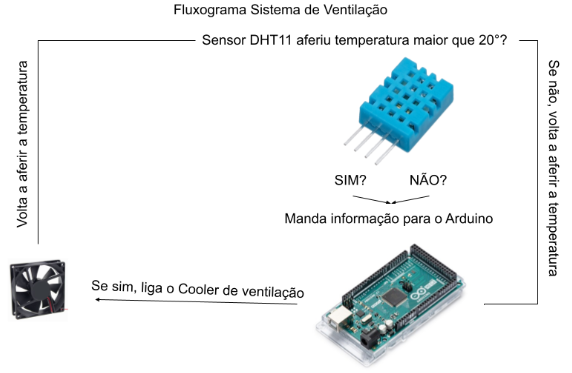 Fluxograma Sistema de Ventilação
Sensor DHT11 aferiu temperatura maior que 20°?
Volta a aferir a temperatura
Se não, volta a aferir a temperatura
SIM?
NÃO?
Manda informação para o Arduino
Se sim, liga o Cooler de ventilação